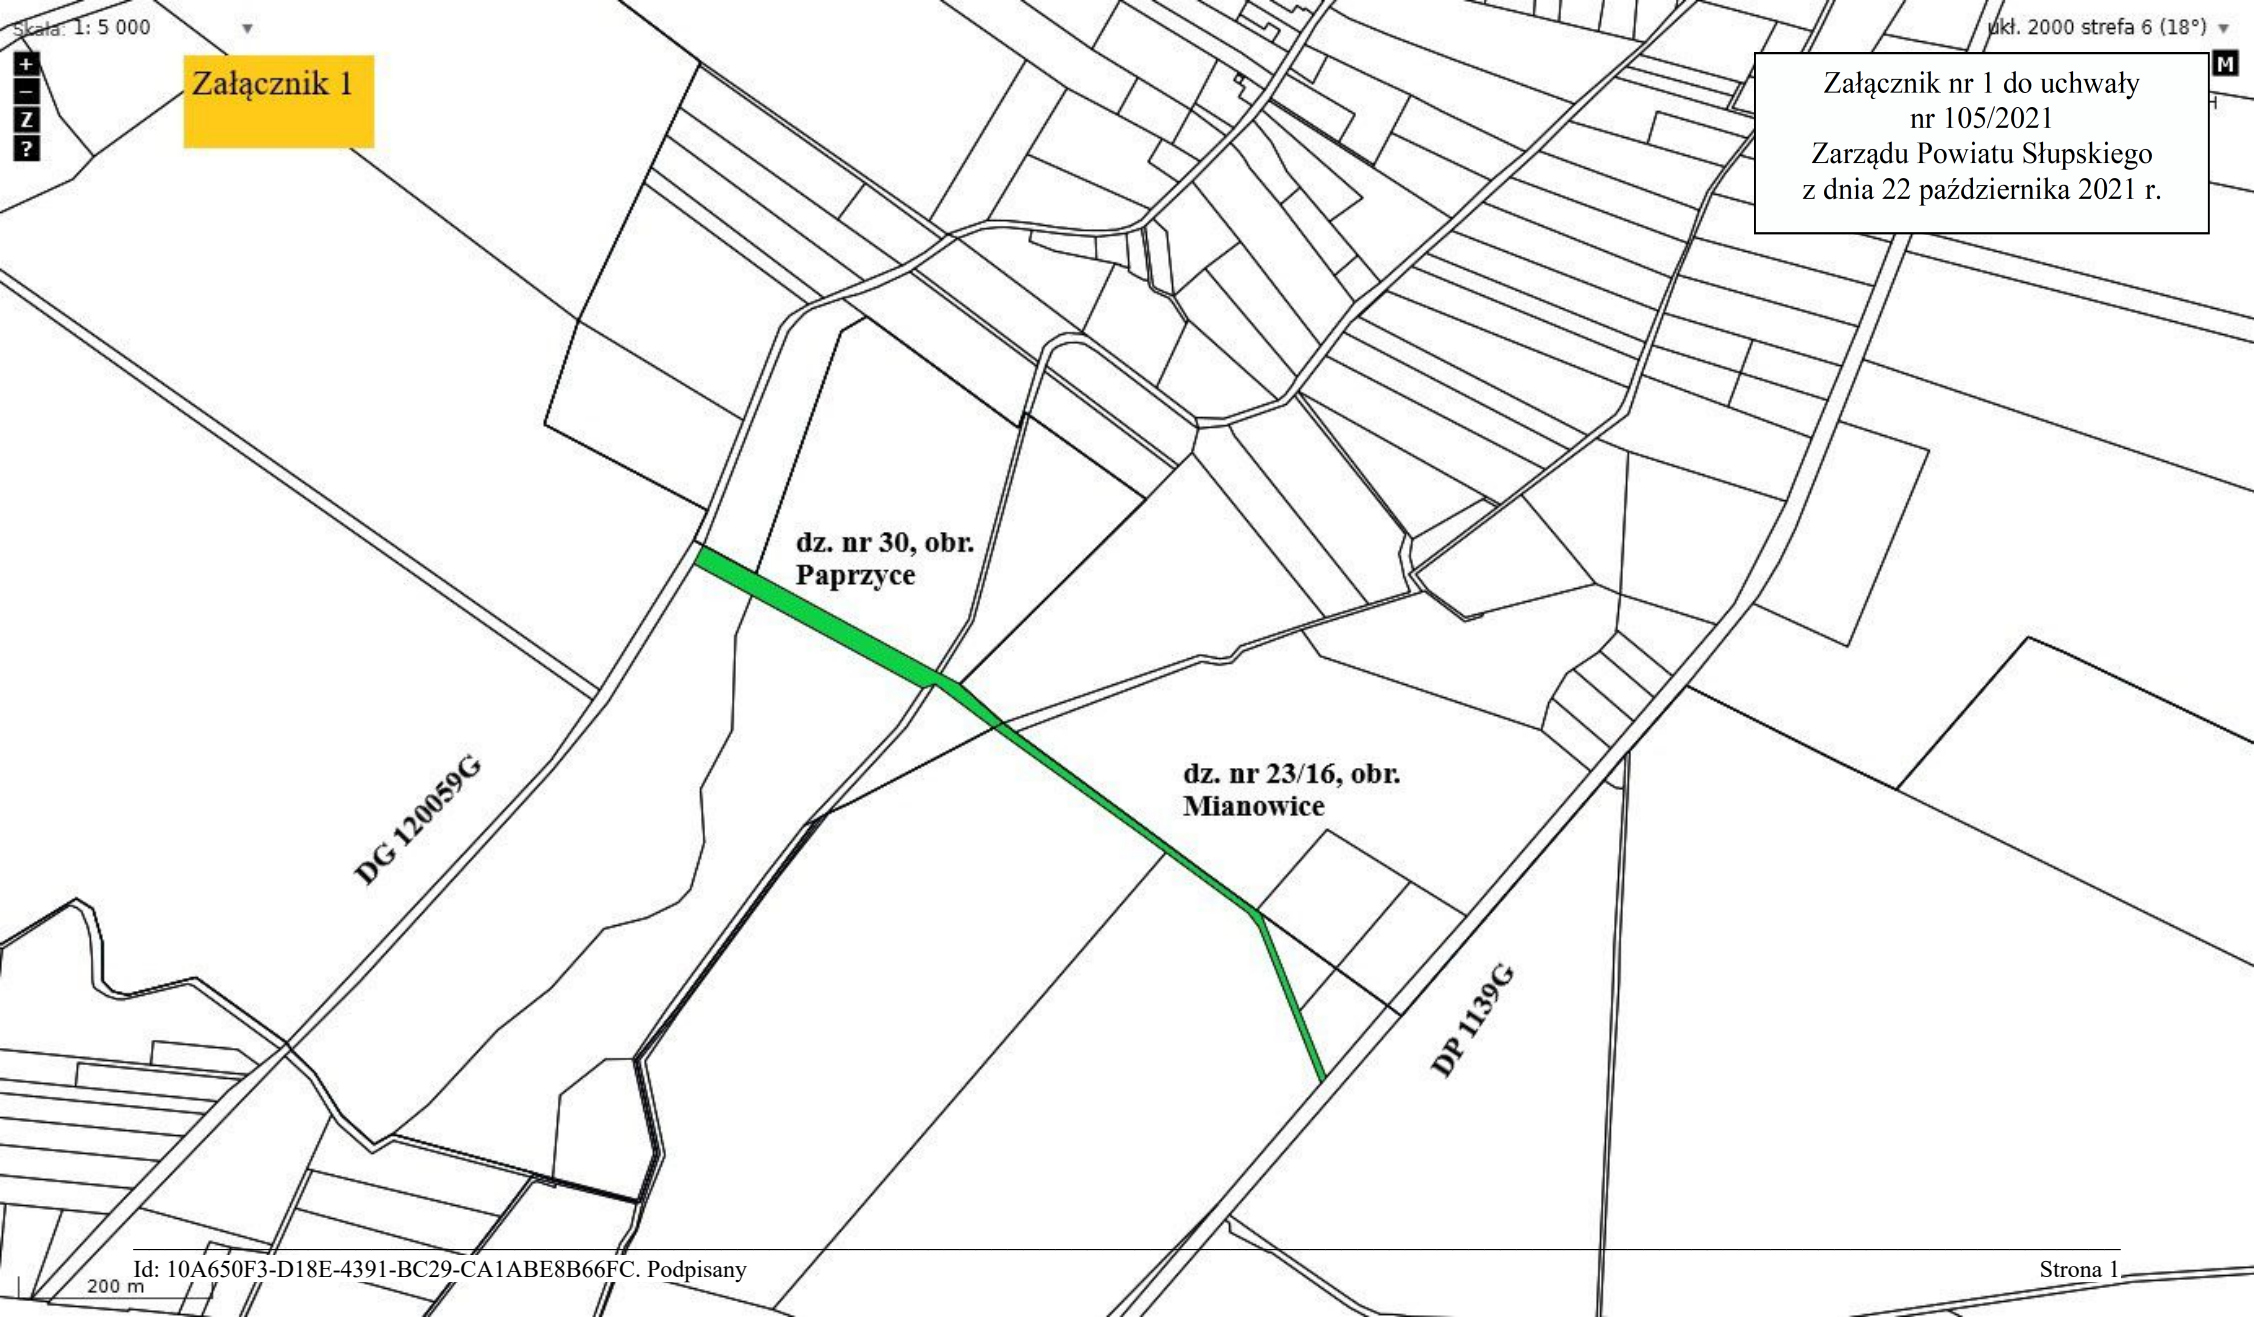 Skala: 1: 5 000
ukł. 2000 strefa 6 (18°)
+
−
Z
?
M
H
Załącznik 1
Załącznik nr 1 do uchwały
nr 105/2021
Zarządu Powiatu Słupskiego
z dnia 22 października 2021 r.
dz. nr 30, obr.
Paprzyce
dz. nr 23/16, obr.
Mianowice
DG 120059G
DP 1139G
Id: 10A650F3-D18E-4391-BC29-CA1ABE8B66FC. Podpisany
Strona 1
200 m